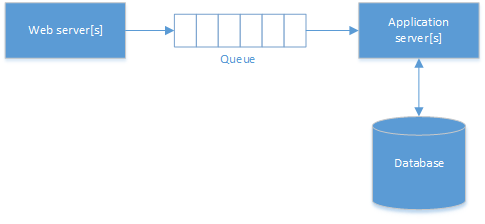 Web server[s]
Queue
Application
server[s]
Database